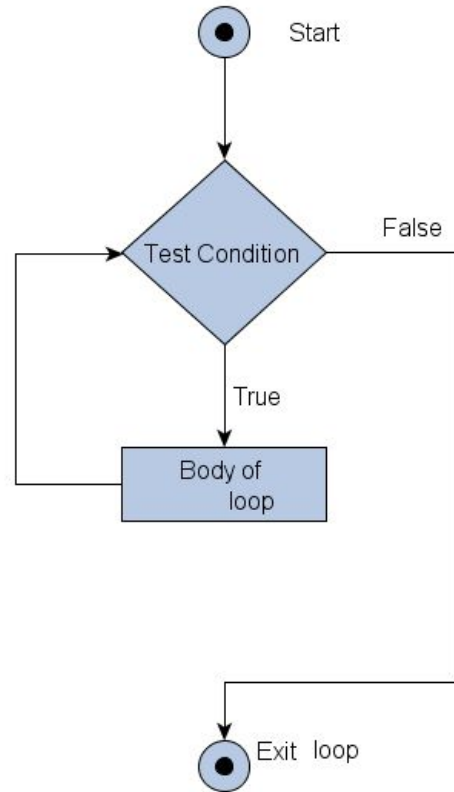 Start
Test Condition
False
True
Body of
loop
Exit loop